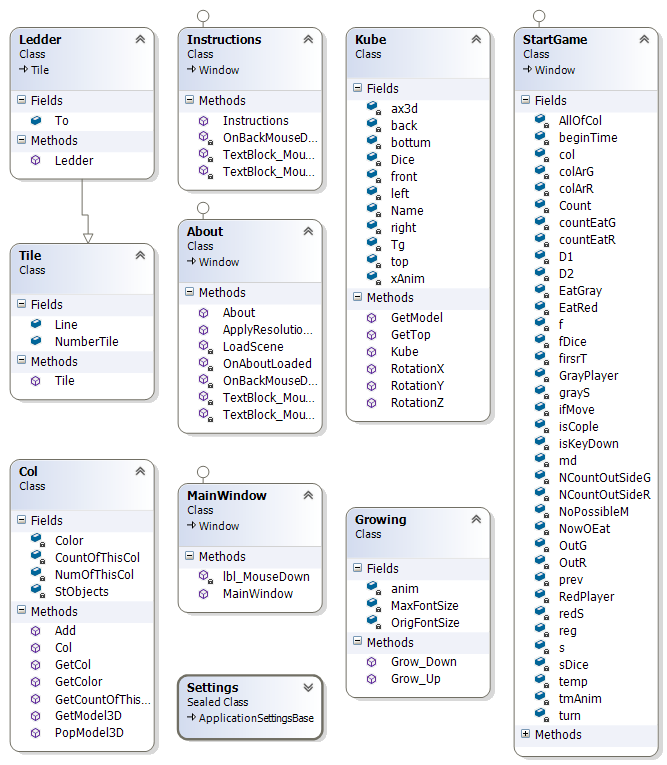 Ledder
Class
Tile
Fields
To
Methods
Ledder
Tile
Class
Fields
Line
NumberTile
Methods
Tile
Col
Class
Fields
Color
CountOfThisCol
NumOfThisCol
StObjects
Methods
Add
Col
GetCol
GetColor
GetCountOfThis...
GetModel3D
PopModel3D
Instructions
Class
Window
Methods
Instructions
OnBackMouseD...
TextBlock_Mou...
TextBlock_Mou...
About
Class
Window
Methods
About
ApplyResolutio...
LoadScene
OnAboutLoaded
OnBackMouseD...
TextBlock_Mou...
TextBlock_Mou...
MainWindow
Class
Window
Methods
lbl_MouseDown
MainWindow
Settings
Sealed Class
ApplicationSettingsBase
Kube
Class
Fields
ax3d
back
bottum
Dice
front
left
Name
right
Tg
top
xAnim
Methods
GetModel
GetTop
Kube
RotationX
RotationY
RotationZ
Growing
Class
Fields
anim
MaxFontSize
OrigFontSize
Methods
Grow_Down
Grow_Up
StartGame
Class
Window
Fields
AllOfCol
beginTime
col
colArG
colArR
Count
countEatG
countEatR
D1
D2
EatGray
EatRed
f
fDice
firsrT
GrayPlayer
grayS
ifMove
isCople
isKeyDown
md
NCountOutSideG
NCountOutSideR
NoPossibleM
NowOEat
OutG
OutR
prev
RedPlayer
redS
reg
s
sDice
temp
tmAnim
turn
Methods